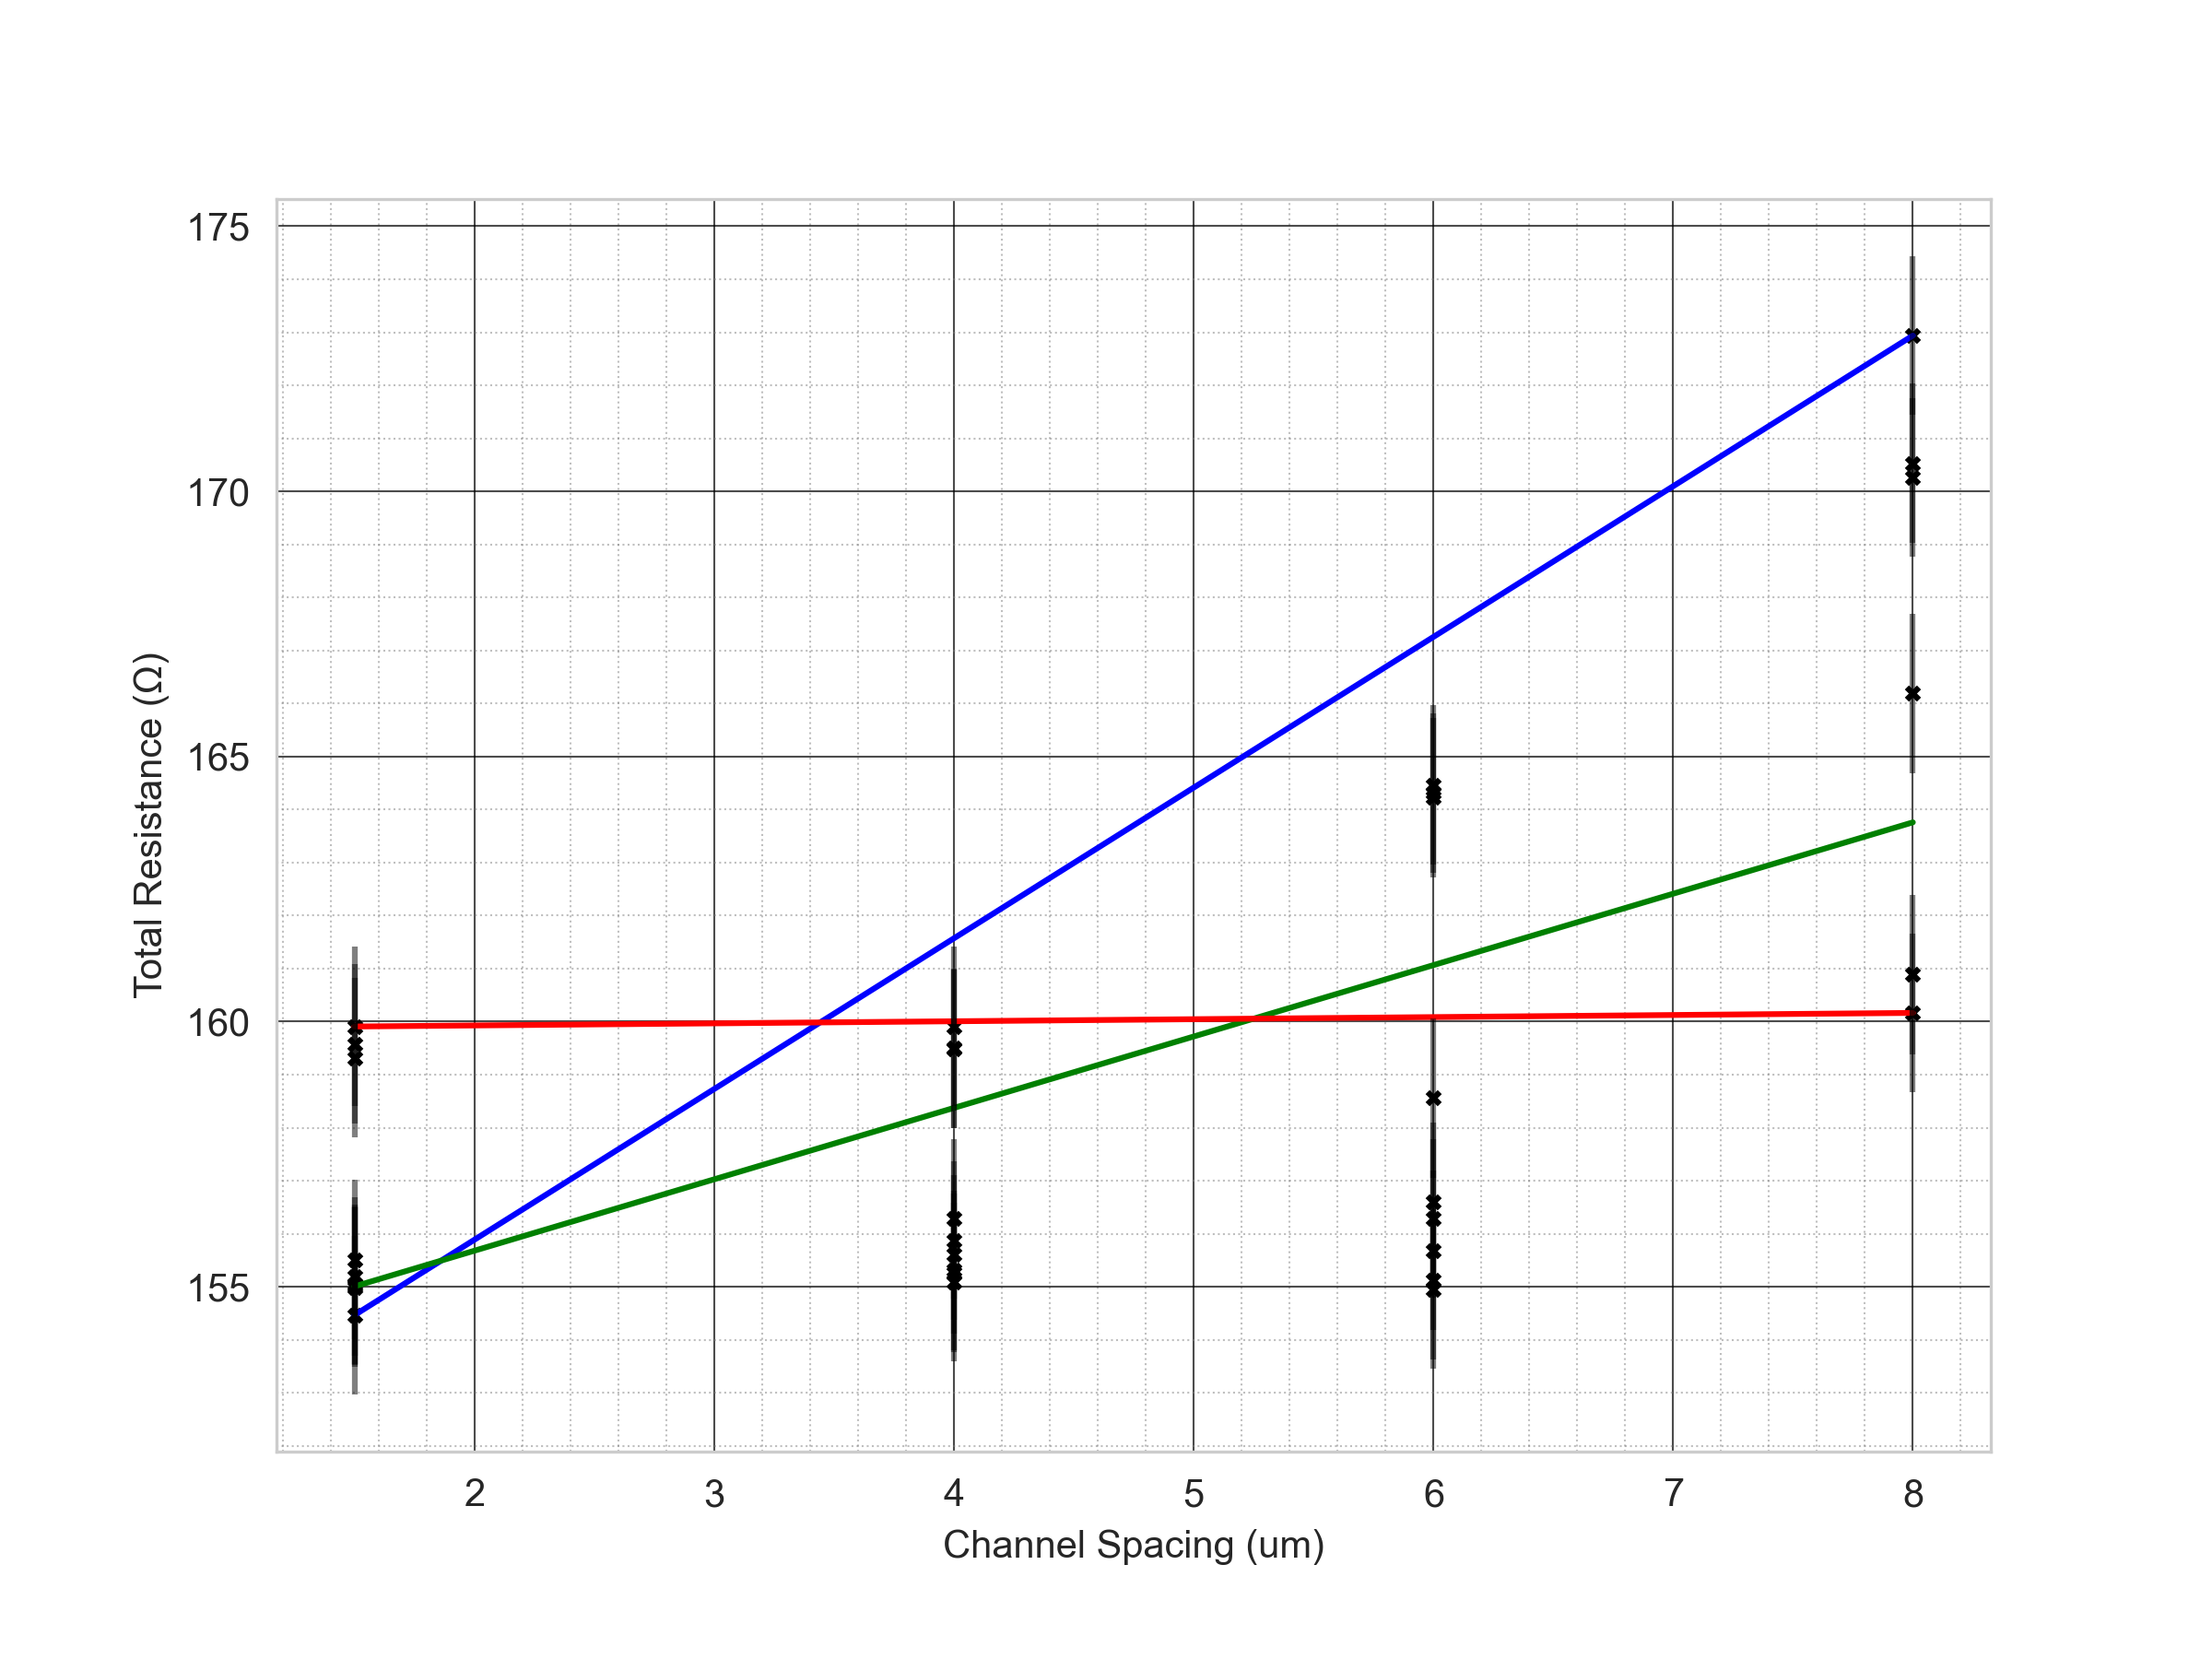 175
170
165
160
155
Total Resistance (Ω)
2 3 4 5 6 7 8
Channel Spacing (um)